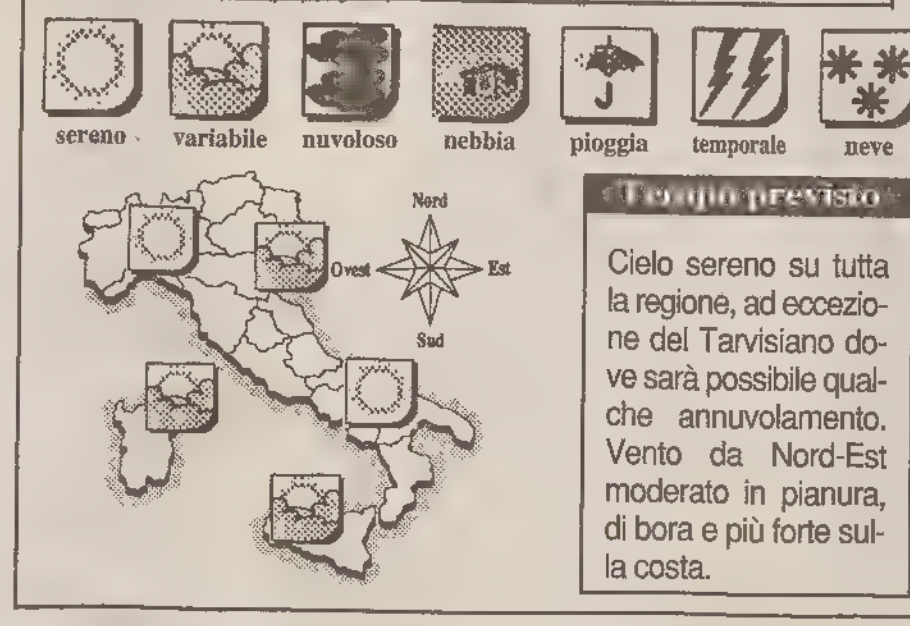 sereno
variabile
nuvoloso
nebbia
pioggia
temporale
neve
Nord
Ovest
Est
Sud
Tempo previsto
Cielo sereno su tutta
la regione, ad eccezio-
ne del Tarvisiano do-
ve sarà possibile qual-
che annuvolamento.
Vento da Nord-Est
moderato in pianura,
di bora e più forte sul-
la costa.